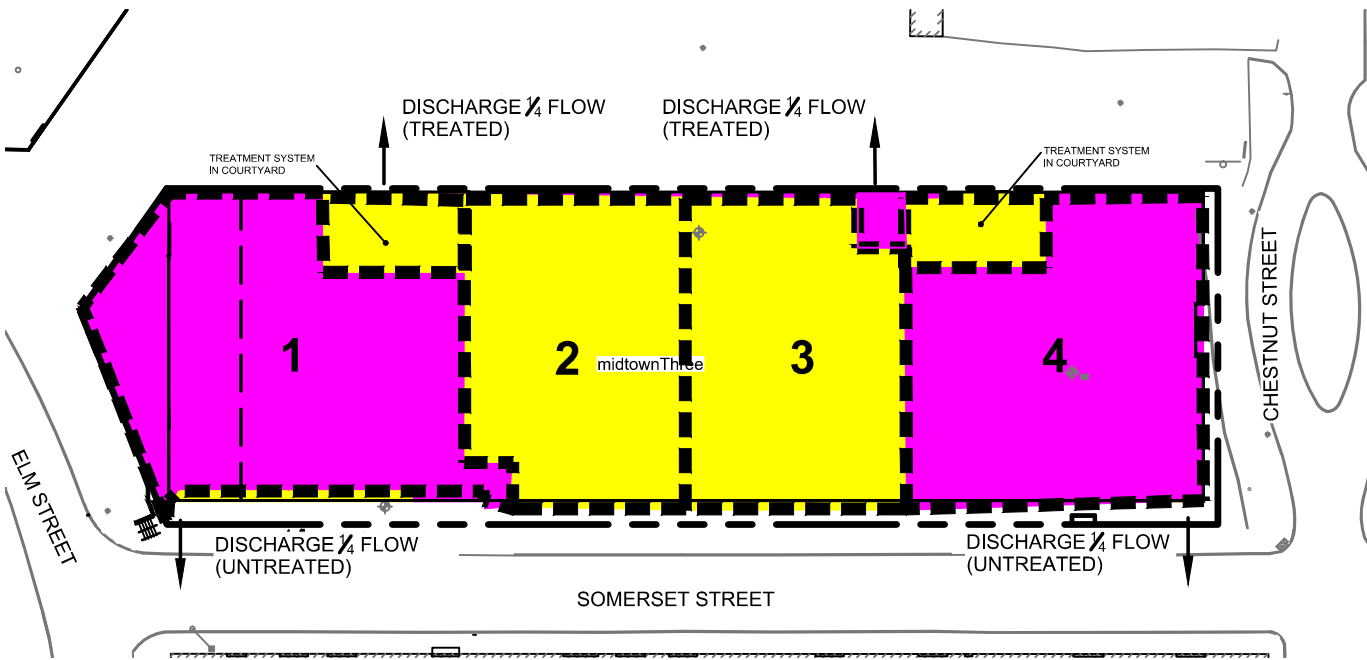 DISCHARGE 1/4 FLOW
(TREATED)
DISCHARGE 1/4 FLOW
(TREATED)
TREATMENT SYSTEM
IN COURTYARD
TREATMENT SYSTEM
IN COURTYARD
1
2
midtownThree
3
4
CHESTNUT STREET
ELM STREET
DISCHARGE 1/4 FLOW
(UNTREATED)
DISCHARGE 1/4 FLOW
(UNTREATED)
SOMERSET STREET